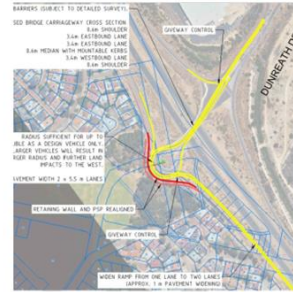 BARRIERS (SUBJECT TO DETAILED SURVEY).
SED BRIDGE CARRIAGEWAY (CROSS SECTION
0.6m SHOULDER
3.6m EASTBOUND LANE
3.6m EASTBOUND LANE
0.6m MEDIAN WITH MOUNTABLE KERBS
3.6m WESTBOUND LANE
0.6m SHOULDER
GIVEWAY CONTROL
DUNREATH D
RADIUS SUFFICIENT FOR UP TO
BLE AS A DESIGN VEHICLE ONLY.
ARGER VEHICLES WILL RESULT IN
GER RADIUS AND FURTHER LAND
IMPACTS TO THE WEST.
VEMENT WIDTH 2 × 5.5 m LANES
RETAINING WALL AND PSP REALIGNED
GIVEWAY CONTROL
WIDEN RAMP FROM ONE LANE TO TWO LANES
(APPROX. 1 m PAVEMENT WIDENING)